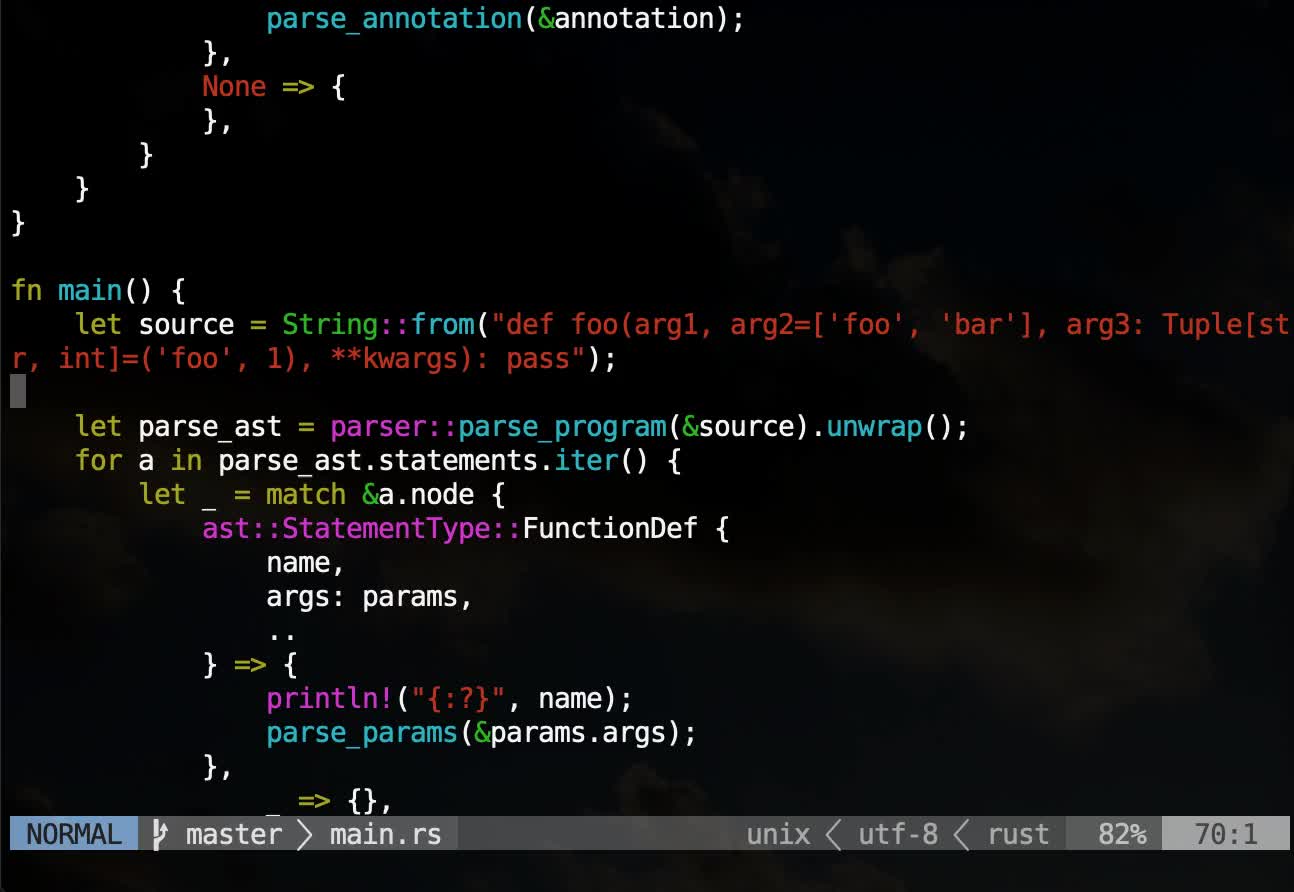 parse_annotation(&annotation);
            },
            None => {
            },
        }
    }
}
fn main() {
    let source = String::from("def foo(arg1, arg2=['foo', 'bar'], arg3: Tuple[st
r, int]=('foo', 1), **kwargs): pass");
    let parse_ast = parser::parse_program(&source).unwrap();
    for a in parse_ast.statements.iter() {
        let _ = match &a.node {
            ast::StatementType::FunctionDef {
                name,
                args: params,
                ..
            } => {
                println!("{:?}", name);
                parse_params(&params.args);
            },
                _ => {},
NORMAL master main.rs unix utf-8 rust 82% 70:1